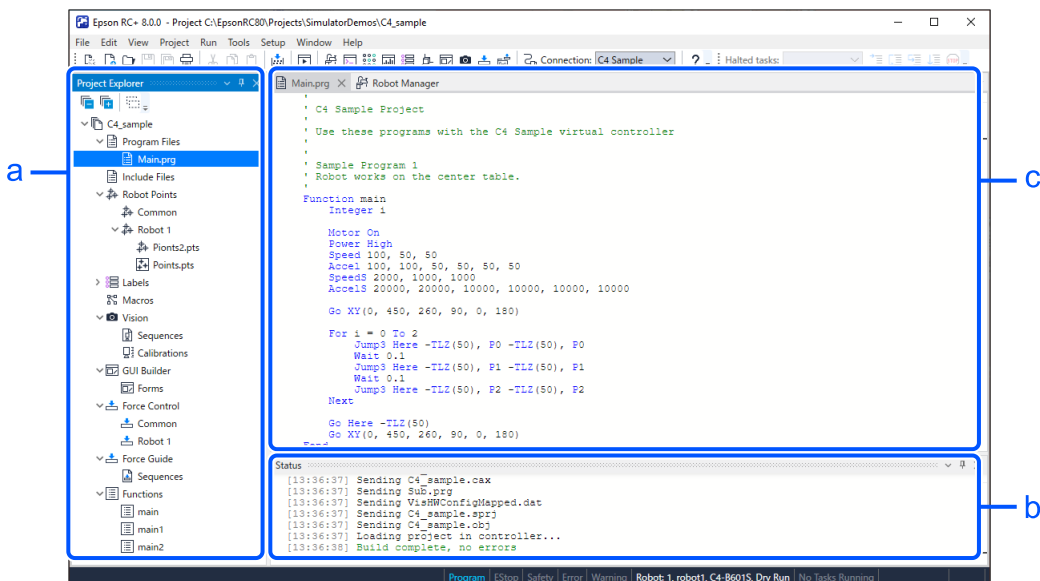 Epson RC+ 8.0.0 - Project C:\EpsonRC80\Projects\SimulatorDemos\C4_sample
File Edit View Project Run Tools Setup Window Help
Connection: C4 Sample ? Halted tasks:
a
Project Explorer
C4_sample
Program Files
Main.prg
Include Files
Robot Points
Common
Robot 1
Pionts2.pts
Points.pts
Labels
Macros
Vision
Sequences
Calibrations
GUI Builder
Forms
Force Control
Common
Robot 1
Force Guide
Sequences
Functions
main
main1
main2
c
Main.prg Robot Manager
'
' C4 Sample Project
'
' Use these programs with the C4 Sample virtual controller
'
'
' Sample Program 1
' Robot works on the center table.
'
Function main
Integer i
Motor On
Power High
Speed 100, 50, 50
Accel 100, 100, 50, 50, 50, 50
SpeedS 2000, 1000, 1000
AccelS 20000, 20000, 10000, 10000, 10000, 10000
Go XY(0, 450, 260, 90, 0, 180)
For i = 0 To 2
Jump3 Here -TLZ(50), P0 -TLZ(50), P0
Wait 0.1
Jump3 Here -TLZ(50), P1 -TLZ(50), P1
Wait 0.1
Jump3 Here -TLZ(50), P2 -TLZ(50), P2
Next
Go Here -TLZ(50)
Go XY(0, 450, 260, 90, 0, 180)
Fend
b
Status
[13:36:37] Sending C4_sample.cax
[13:36:37] Sending Sub.prg
[13:36:37] Sending VisHWConfigMapped.dat
[13:36:37] Sending C4_sample.sprj
[13:36:37] Sending C4_sample.obj
[13:36:37] Loading project in controller...
[13:36:38] Build complete, no errors
Program EStop Safety Error Warning Robot: 1, robot1, C4-B601S, Dry Run No Tasks Running